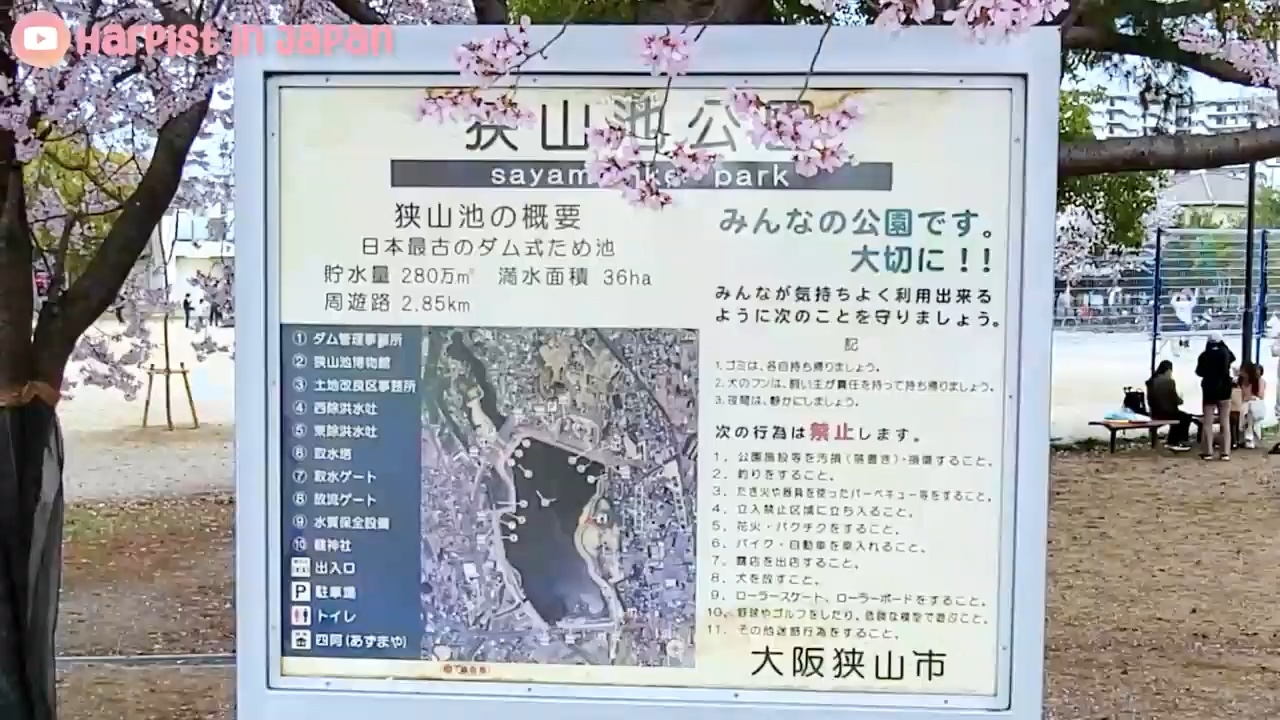 Harpist in Japan
狭山池公園
sayamaike park
狭山池の概要
日本最古のダム式ため池
貯水量 280万㎥ 満水面積 36ha
周遊路 2.85km
① ダム管理事務所
② 狭山池博物館
③ 土地改良区事務所
④ 西除洪水吐
⑤ 東除洪水吐
⑥ 取水塔
⑦ 取水ゲート
⑧ 放流ゲート
⑨ 水質保全設備
⑩ 龍神社
出入口
P 駐車場
トイレ
四阿(あずまや)
みんなの公園です。
大切に!!
みんなが気持ちよく利用出来る
ように次のことを守りましょう。
記
1.ゴミは、各自持ち帰りましょう。
2.犬のフンは、飼い主が責任を持って持ち帰りましょう。
3.夜間は、静かにしましょう。
次の行為は禁止します。
1. 公園施設等を汚損(落書き)・損傷すること。
2. 釣りをすること。
3. たき火や器具を使ったバーベキュー等をすること。
4. 立入禁止区域に立ち入ること。
5. 花火・バクチクをすること。
6. バイク・自動車を乗入れること。
7. 露店を出店すること。
8. 犬を放すこと。
9. ローラースケート、ローラーボードをすること。
10. 野球やゴルフをしたり、危険な模型で遊ぶこと。
11. その他迷惑行為をすること。
大阪狭山市